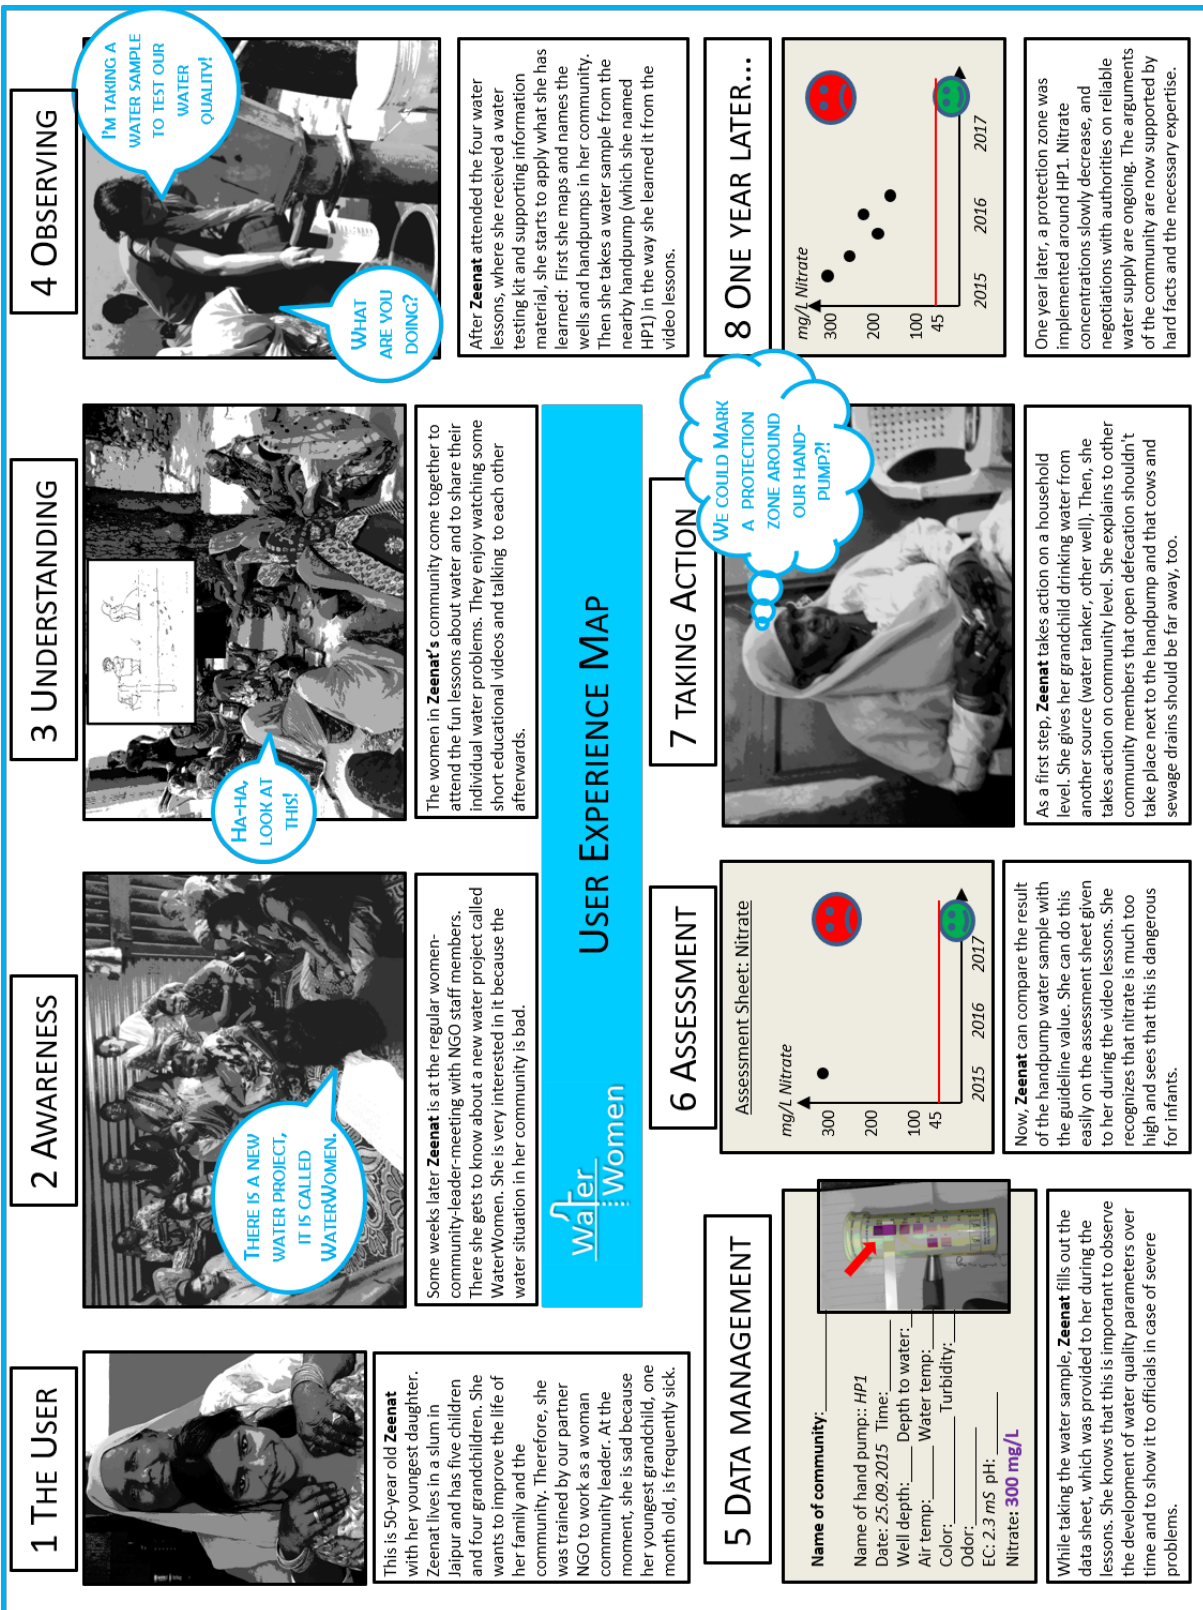 1 THE USER
This is 50-year old Zeenat
with her youngest daughter.
Zeenat lives in a slum in
Jaipur and has five children
and four grandchildren. She
wants to improve the life of
her family and the
community. Therefore, she
was trained by our partner
NGO to work as a woman
community leader. At the
moment, she is sad because
her youngest grandchild, one
month old, is frequently sick.
2 AWARENESS
THERE IS A NEW
WATER PROJECT,
IT IS CALLED
WATERWOMEN.
Some weeks later Zeenat is at the regular women-
community-leader-meeting with NGO staff members.
There she gets to know about a new water project called
WaterWomen. She is very interested in it because the
water situation in her community is bad.
3 UNDERSTANDING
HA-HA,
LOOK AT
THIS!
The women in Zeenat's community come together to
attend the fun lessons about water and to share their
individual water problems. They enjoy watching some
short educational videos and talking to each other
afterwards.
4 OBSERVING
I'M TAKING A
WATER SAMPLE
TO TEST OUR
WATER
QUALITY!
WHAT
ARE YOU
DOING?
After Zeenat attended the four water
lessons, where she received a water
testing kit and supporting information
material, she starts to apply what she has
learned: First she maps and names the
wells and handpumps in her community.
Then she takes a water sample from the
nearby handpump (which she named
HP1) in the way she learned it from the
video lessons.
Water
Women
USER EXPERIENCE MAP
5 DATA MANAGEMENT
Name of community:
Name of hand pump:: HP1
Date: 25.09.2015 Time:
Well depth: Depth to water:
Air temp: Water temp:
Color: Turbidity:
Odor:
EC: 2.3 mS pH:
Nitrate: 300 mg/L
While taking the water sample, Zeenat fills out the
data sheet, which was provided to her during the
lessons. She knows that this is important to observe
the development of water quality parameters over
time and to show it to officials in case of severe
problems.
6 ASSESSMENT
Assessment Sheet: Nitrate
mg/L Nitrate
300
200
100
45
2015 2016 2017
Now, Zeenat can compare the result
of the handpump water sample with
the guideline value. She can do this
easily on the assessment sheet given
to her during the video lessons. She
recognizes that nitrate is much too
high and sees that this is dangerous
for infants.
7 TAKING ACTION
WE COULD MARK
A PROTECTION
ZONE AROUND
OUR HAND-
PUMP?!
As a first step, Zeenat takes action on a household
level. She gives her grandchild drinking water from
another source (water tanker, other well). Then, she
takes action on community level. She explains to other
community members that open defecation shouldn't
take place next to the handpump and that cows and
sewage drains should be far away, too.
8 ONE YEAR LATER...
mg/L Nitrate
300
200
100
45
2015 2016 2017
One year later, a protection zone was
implemented around HP1. Nitrate
concentrations slowly decrease, and
negotiations with authorities on reliable
water supply are ongoing. The arguments
of the community are now supported by
hard facts and the necessary expertise.